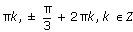 πk, ± π/3 + 2πk, k ∈ Z